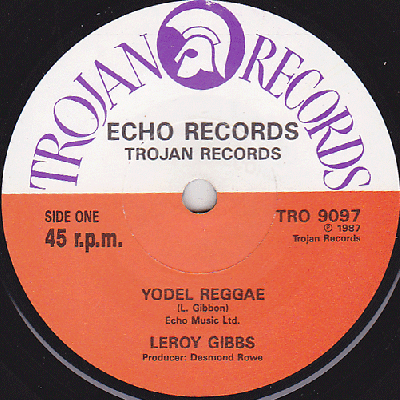 TROJAN RECORDS
ECHO RECORDS
TROJAN RECORDS
SIDE ONE
45 r.p.m.
TRO 9097
℗ 1987
Trojan Records
YODEL REGGAE
(L. Gibbon)
Echo Music Ltd.
LEROY GIBBS
Producer: Desmond Rowe